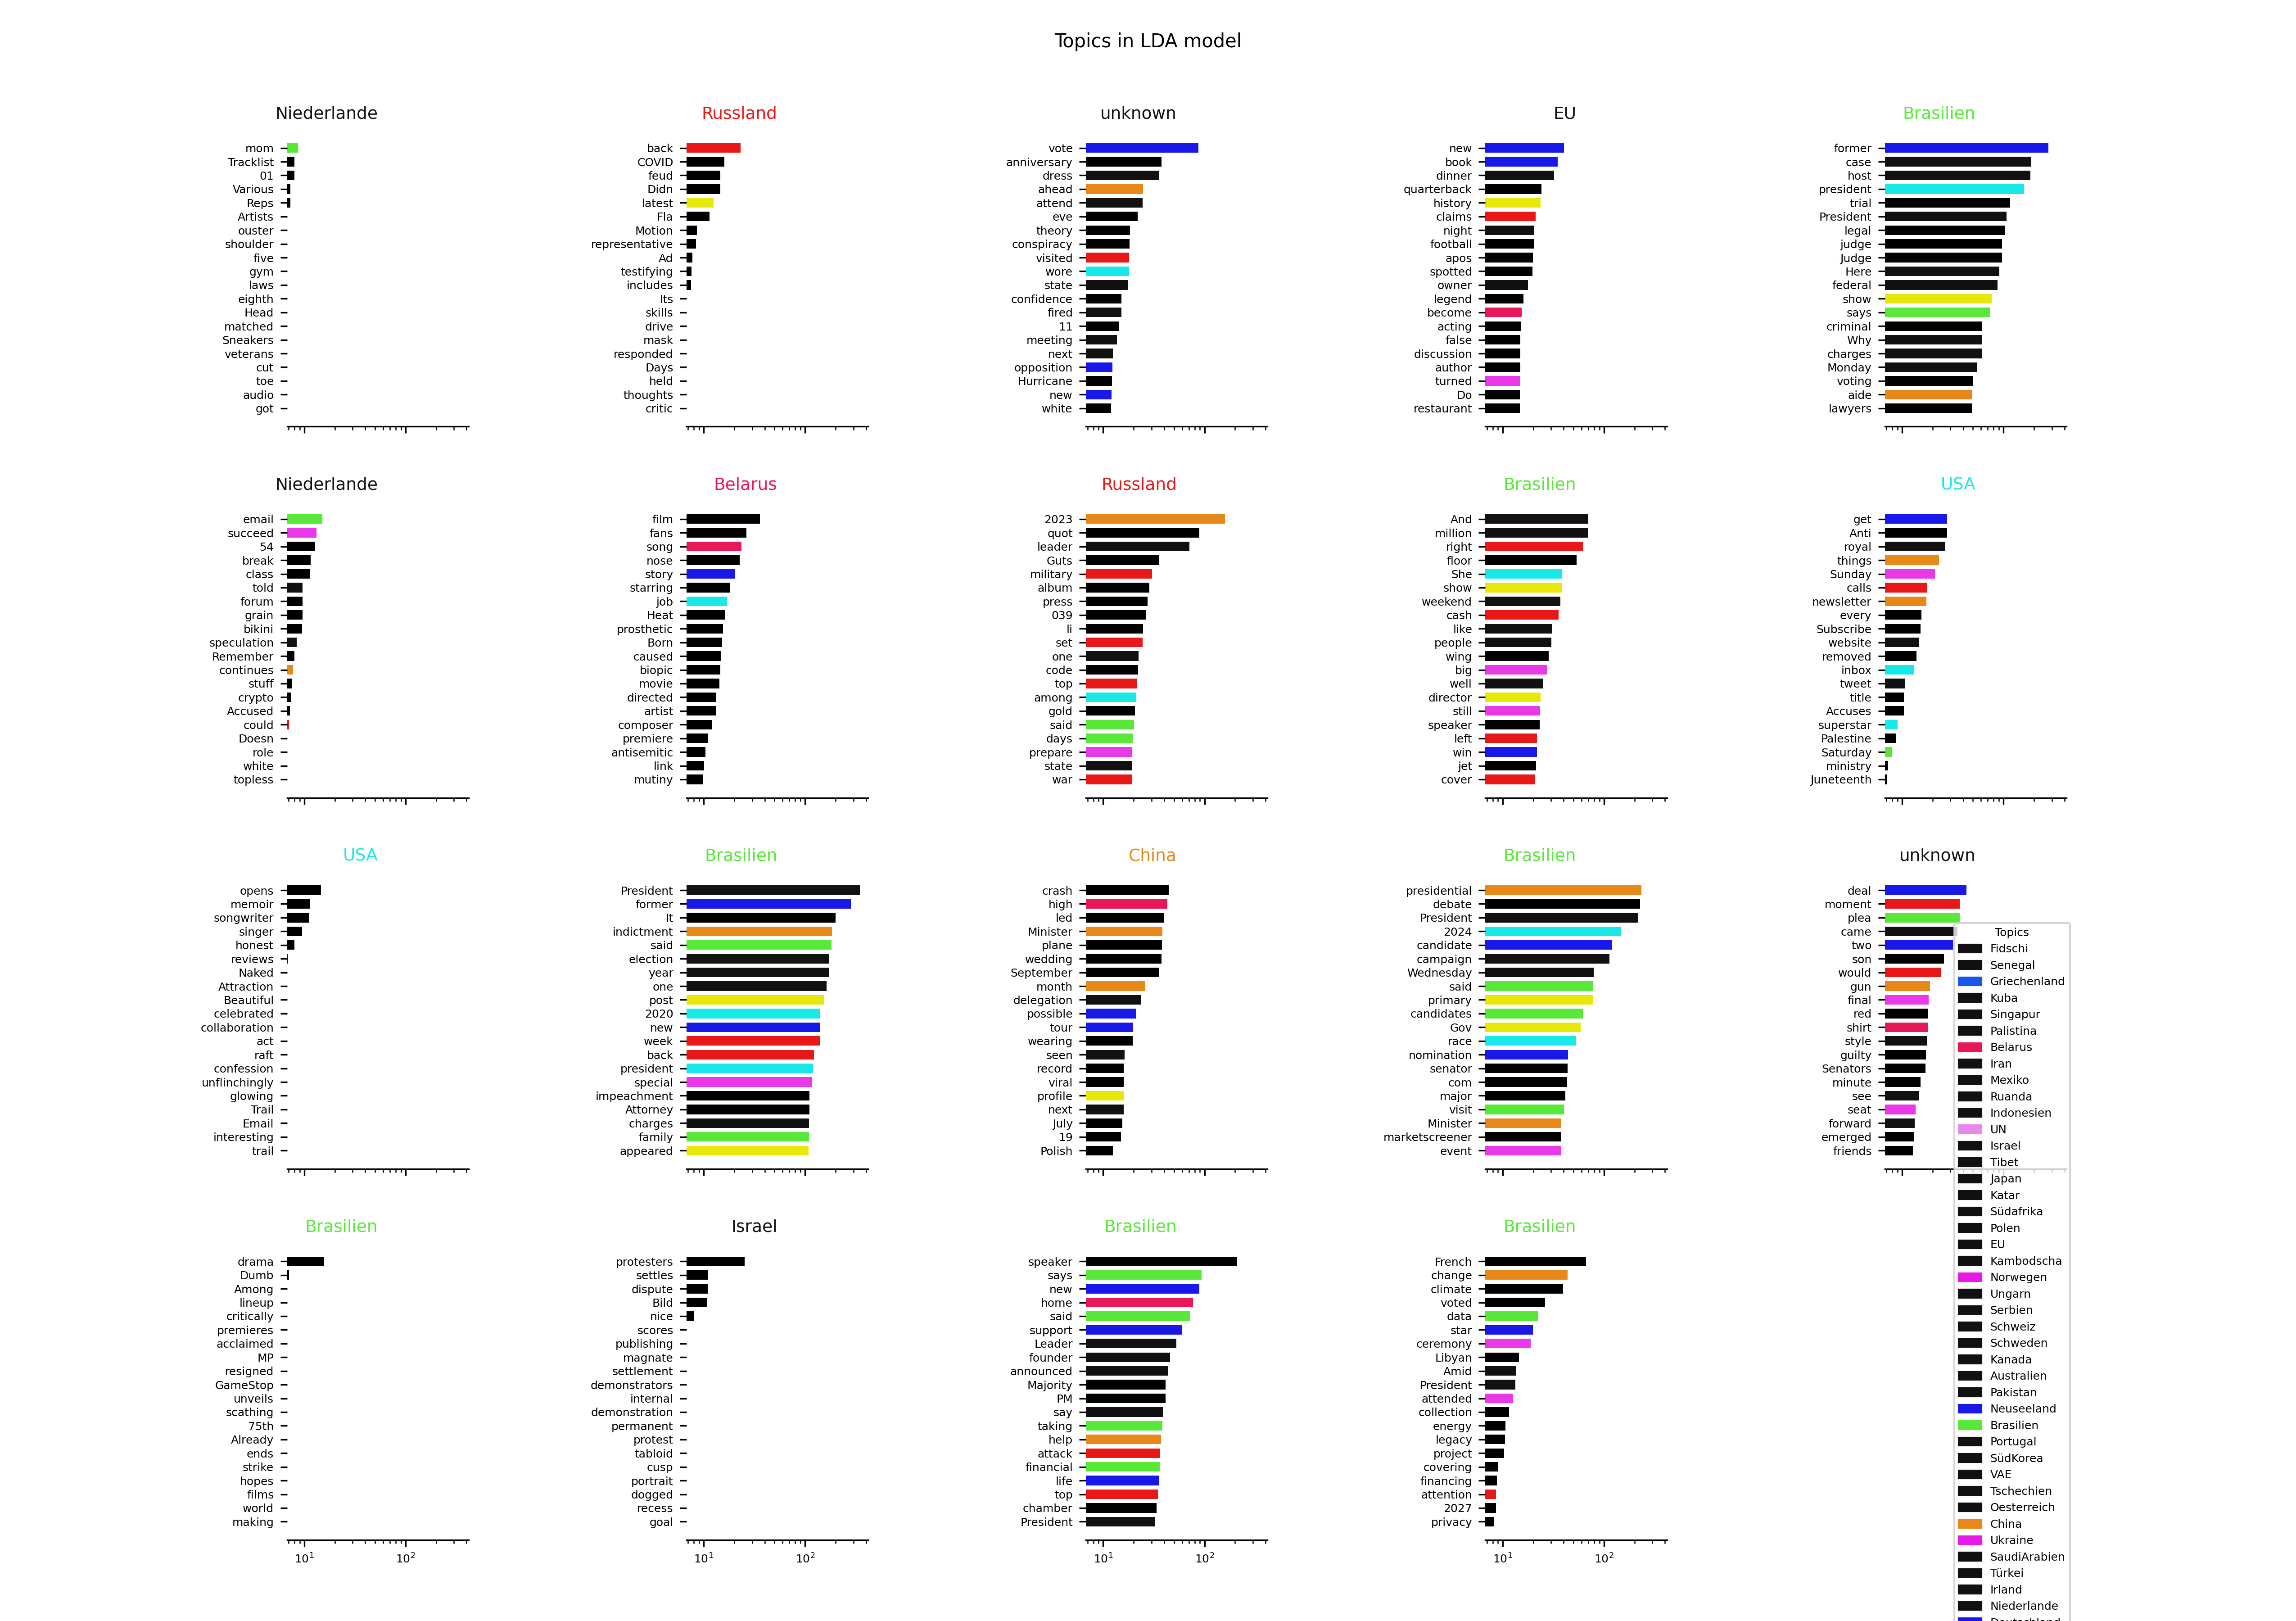 Topics in LDA model
Niederlande
mom
Tracklist
01
Various
Reps
Artists
ouster
shoulder
five
gym
laws
eighth
Head
matched
Sneakers
veterans
cut
toe
audio
got
Russland
back
COVID
feud
Didn
latest
Fla
Motion
representative
Ad
testifying
includes
Its
skills
drive
mask
responded
Days
held
thoughts
critic
unknown
vote
anniversary
dress
ahead
attend
eve
theory
conspiracy
visited
wore
state
confidence
fired
11
meeting
next
opposition
Hurricane
new
white
EU
new
book
dinner
quarterback
history
claims
night
football
apos
spotted
owner
legend
become
acting
false
discussion
author
turned
Do
restaurant
Brasilien
former
case
host
president
trial
President
legal
judge
Judge
Here
federal
show
says
criminal
Why
charges
Monday
voting
aide
lawyers
Niederlande
email
succeed
54
break
class
told
forum
grain
bikini
speculation
Remember
continues
stuff
crypto
Accused
could
Doesn
role
white
topless
Belarus
film
fans
song
nose
story
starring
job
Heat
prosthetic
Born
caused
biopic
movie
directed
artist
composer
premiere
antisemitic
link
mutiny
Russland
2023
quot
leader
Guts
military
album
press
039
li
set
one
code
top
among
gold
said
days
prepare
state
war
Brasilien
And
million
right
floor
She
show
weekend
cash
like
people
wing
big
well
director
still
speaker
left
win
jet
cover
USA
get
Anti
royal
things
Sunday
calls
newsletter
every
Subscribe
website
removed
inbox
tweet
title
Accuses
superstar
Palestine
Saturday
ministry
Juneteenth
USA
opens
memoir
songwriter
singer
honest
reviews
Naked
Attraction
Beautiful
celebrated
collaboration
act
raft
confession
unflinchingly
glowing
Trail
Email
interesting
trail
Brasilien
President
former
It
indictment
said
election
year
one
post
2020
new
week
back
president
special
impeachment
Attorney
charges
family
appeared
China
crash
high
led
Minister
plane
wedding
September
month
delegation
possible
tour
wearing
seen
record
viral
profile
next
July
19
Polish
Brasilien
presidential
debate
President
2024
candidate
campaign
Wednesday
said
primary
candidates
Gov
race
nomination
senator
com
major
visit
Minister
marketscreener
event
unknown
deal
moment
plea
came
two
son
would
gun
final
red
shirt
style
guilty
Senators
minute
see
seat
forward
emerged
friends
Brasilien
drama
Dumb
Among
lineup
critically
premieres
acclaimed
MP
resigned
GameStop
unveils
scathing
75th
Already
ends
strike
hopes
films
world
making
10¹ 10²
Israel
protesters
settles
dispute
Bild
nice
scores
publishing
magnate
settlement
demonstrators
internal
demonstration
permanent
protest
tabloid
cusp
portrait
dogged
recess
goal
10¹ 10²
Brasilien
speaker
says
new
home
said
support
Leader
founder
announced
Majority
PM
say
taking
help
attack
financial
life
top
chamber
President
10¹ 10²
Brasilien
French
change
climate
voted
data
star
ceremony
Libyan
Amid
President
attended
collection
energy
legacy
project
covering
financing
attention
2027
privacy
10¹ 10²
Topics
Fidschi
Senegal
Griechenland
Kuba
Singapur
Palistina
Belarus
Iran
Mexiko
Ruanda
Indonesien
UN
Israel
Tibet
Japan
Katar
Südafrika
Polen
EU
Kambodscha
Norwegen
Ungarn
Serbien
Schweiz
Schweden
Kanada
Australien
Pakistan
Neuseeland
Brasilien
Portugal
SüdKorea
VAE
Tschechien
Oesterreich
China
Ukraine
SaudiArabien
Türkei
Irland
Niederlande